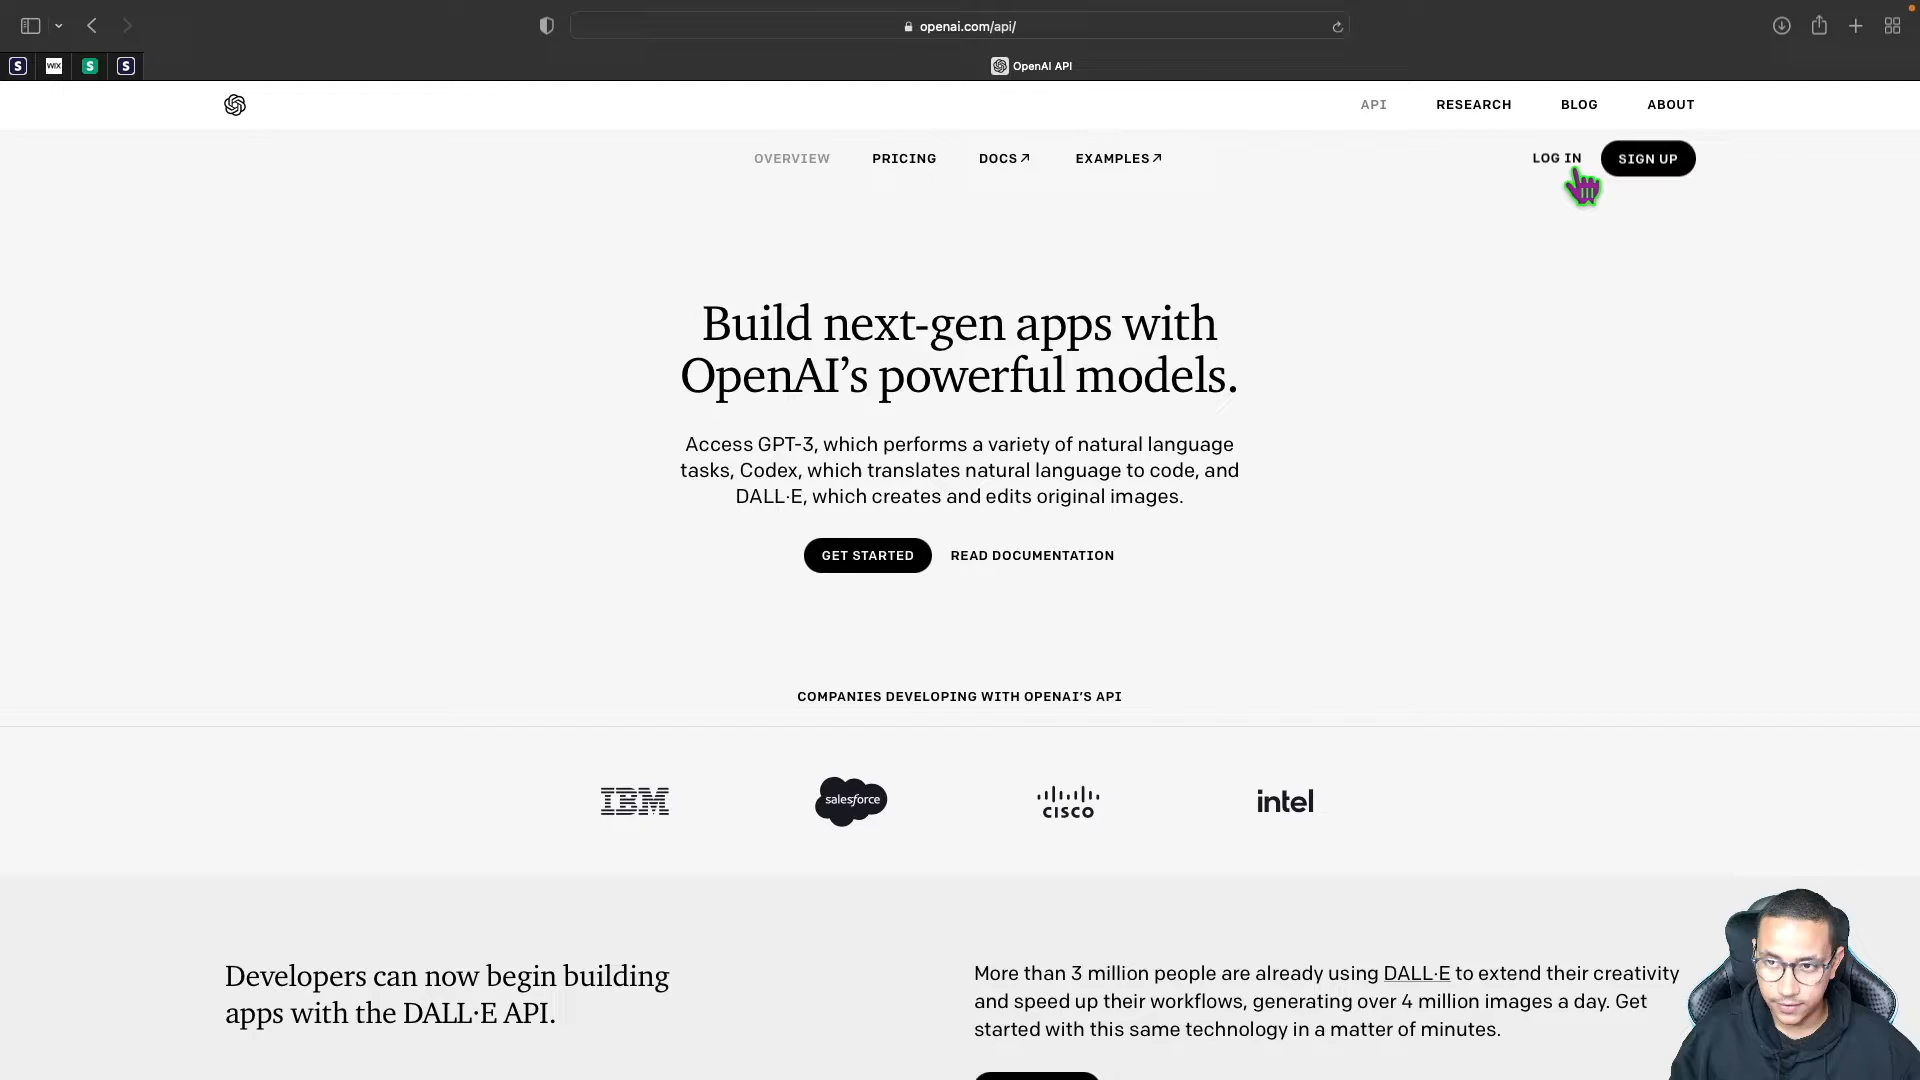 openai.com/api/
S
WIX
S
S
OpenAI API
API
RESEARCH
BLOG
ABOUT
OVERVIEW
PRICING
DOCS↗
EXAMPLES↗
LOG IN
SIGN UP
Build next-gen apps with
OpenAI’s powerful models.
Access GPT-3, which performs a variety of natural language
tasks, Codex, which translates natural language to code, and
DALL·E, which creates and edits original images.
GET STARTED
READ DOCUMENTATION
COMPANIES DEVELOPING WITH OPENAI’S API
IBM
salesforce
CISCO
intel
Developers can now begin building
apps with the DALL·E API.
More than 3 million people are already using DALL·E to extend their creativity
and speed up their workflows, generating over 4 million images a day. Get
started with this same technology in a matter of minutes.